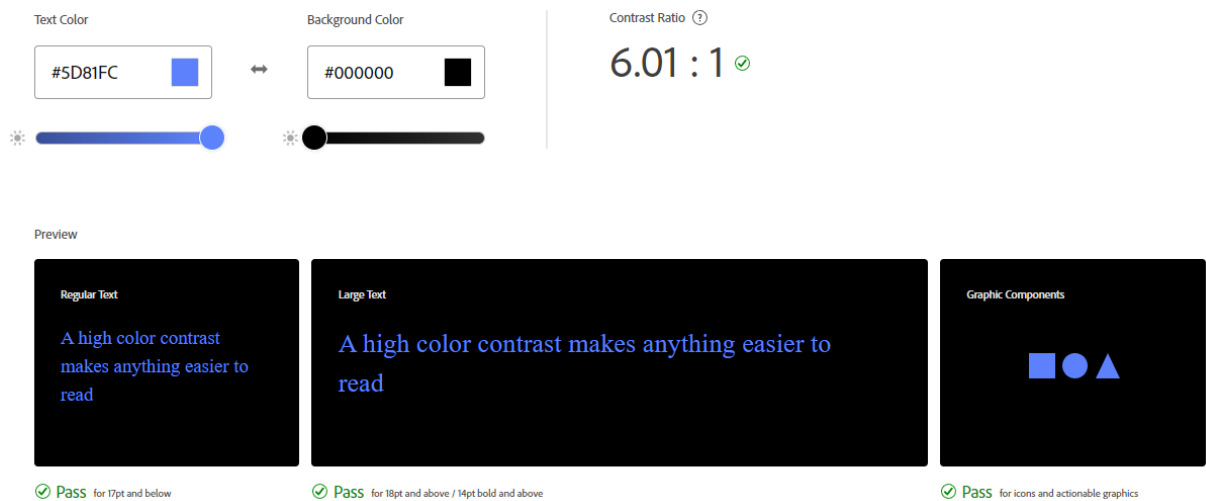 Text Color
Background Color
Contrast Ratio ?
#5D81FC
#000000
6.01 : 1
Preview
Regular Text
A high color contrast
makes anything easier to
read
Large Text
A high color contrast makes anything easier to
read
Graphic Components
Pass for 17pt and below
Pass for 18pt and above / 14pt bold and above
Pass for icons and actionable graphics